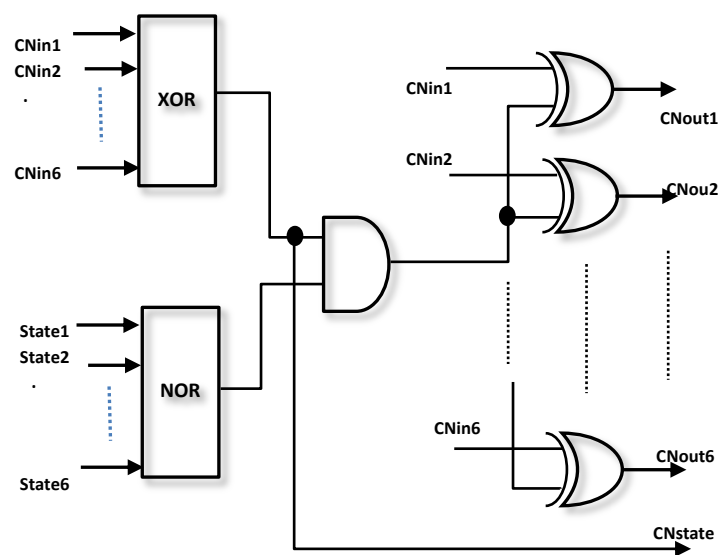 CNin1
CNin2
.
CNin6
XOR
State1
State2
.
State6
NOR
CNin1
CNout1
CNin2
CNou2
CNin6
CNout6
CNstate